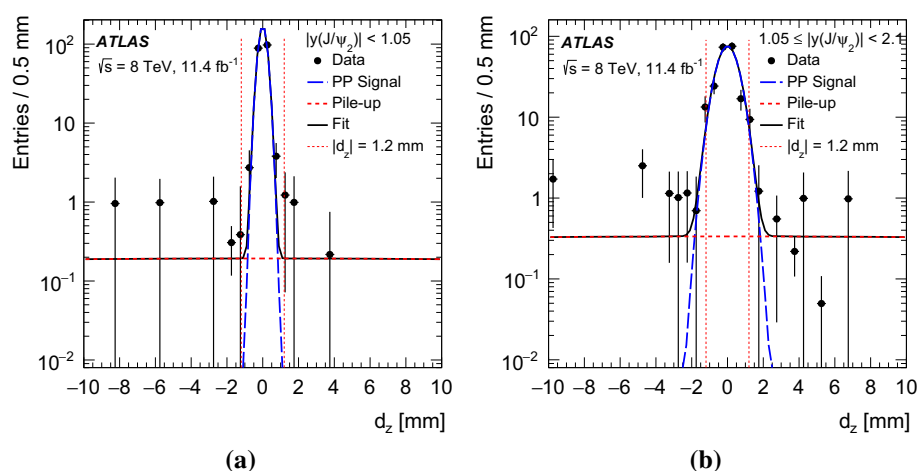 Entries / 0.5 mm
10²
10
1
10⁻¹
10⁻²
ATLAS
√s = 8 TeV, 11.4 fb⁻¹
|y(J/ψ₂)| < 1.05
Data
PP Signal
Pile-up
Fit
|d_z| = 1.2 mm
−10 −8 −6 −4 −2 0 2 4 6 8 10
d_z [mm]
(a)
Entries / 0.5 mm
10²
10
1
10⁻¹
10⁻²
ATLAS
√s = 8 TeV, 11.4 fb⁻¹
1.05 ≤ |y(J/ψ₂)| < 2.1
Data
PP Signal
Pile-up
Fit
|d_z| = 1.2 mm
−10 −8 −6 −4 −2 0 2 4 6 8 10
d_z [mm]
(b)